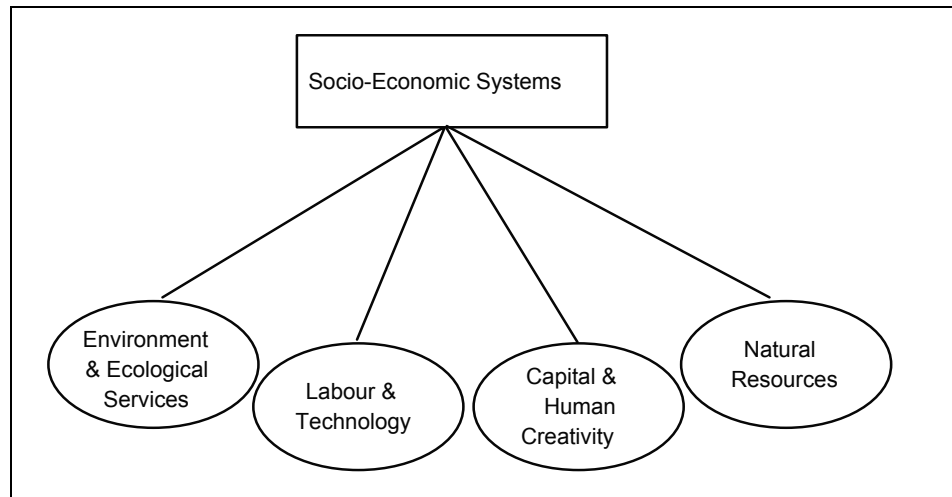 Socio-Economic Systems
Environment
& Ecological
Services
Labour &
Technology
Capital &
Human
Creativity
Natural
Resources